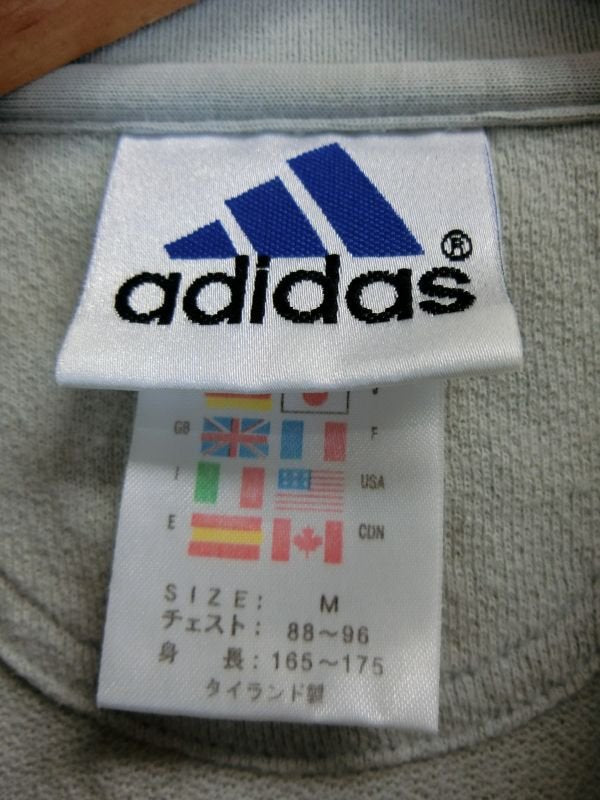 adidas®
GB F
I USA
E CDN
SIZE: M
チェスト: 88～96
身 長:165～175
タイランド製